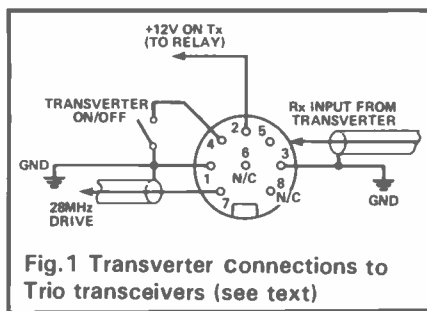 +12V ON Tx
(TO RELAY)
TRANSVERTER
ON/OFF
Rx INPUT FROM
TRANSVERTER
2
5
4
6
3
GND
1
N/C
8
N/C
7
GND
28MHz
DRIVE
Fig.1 Transverter connections to
Trio transceivers (see text)